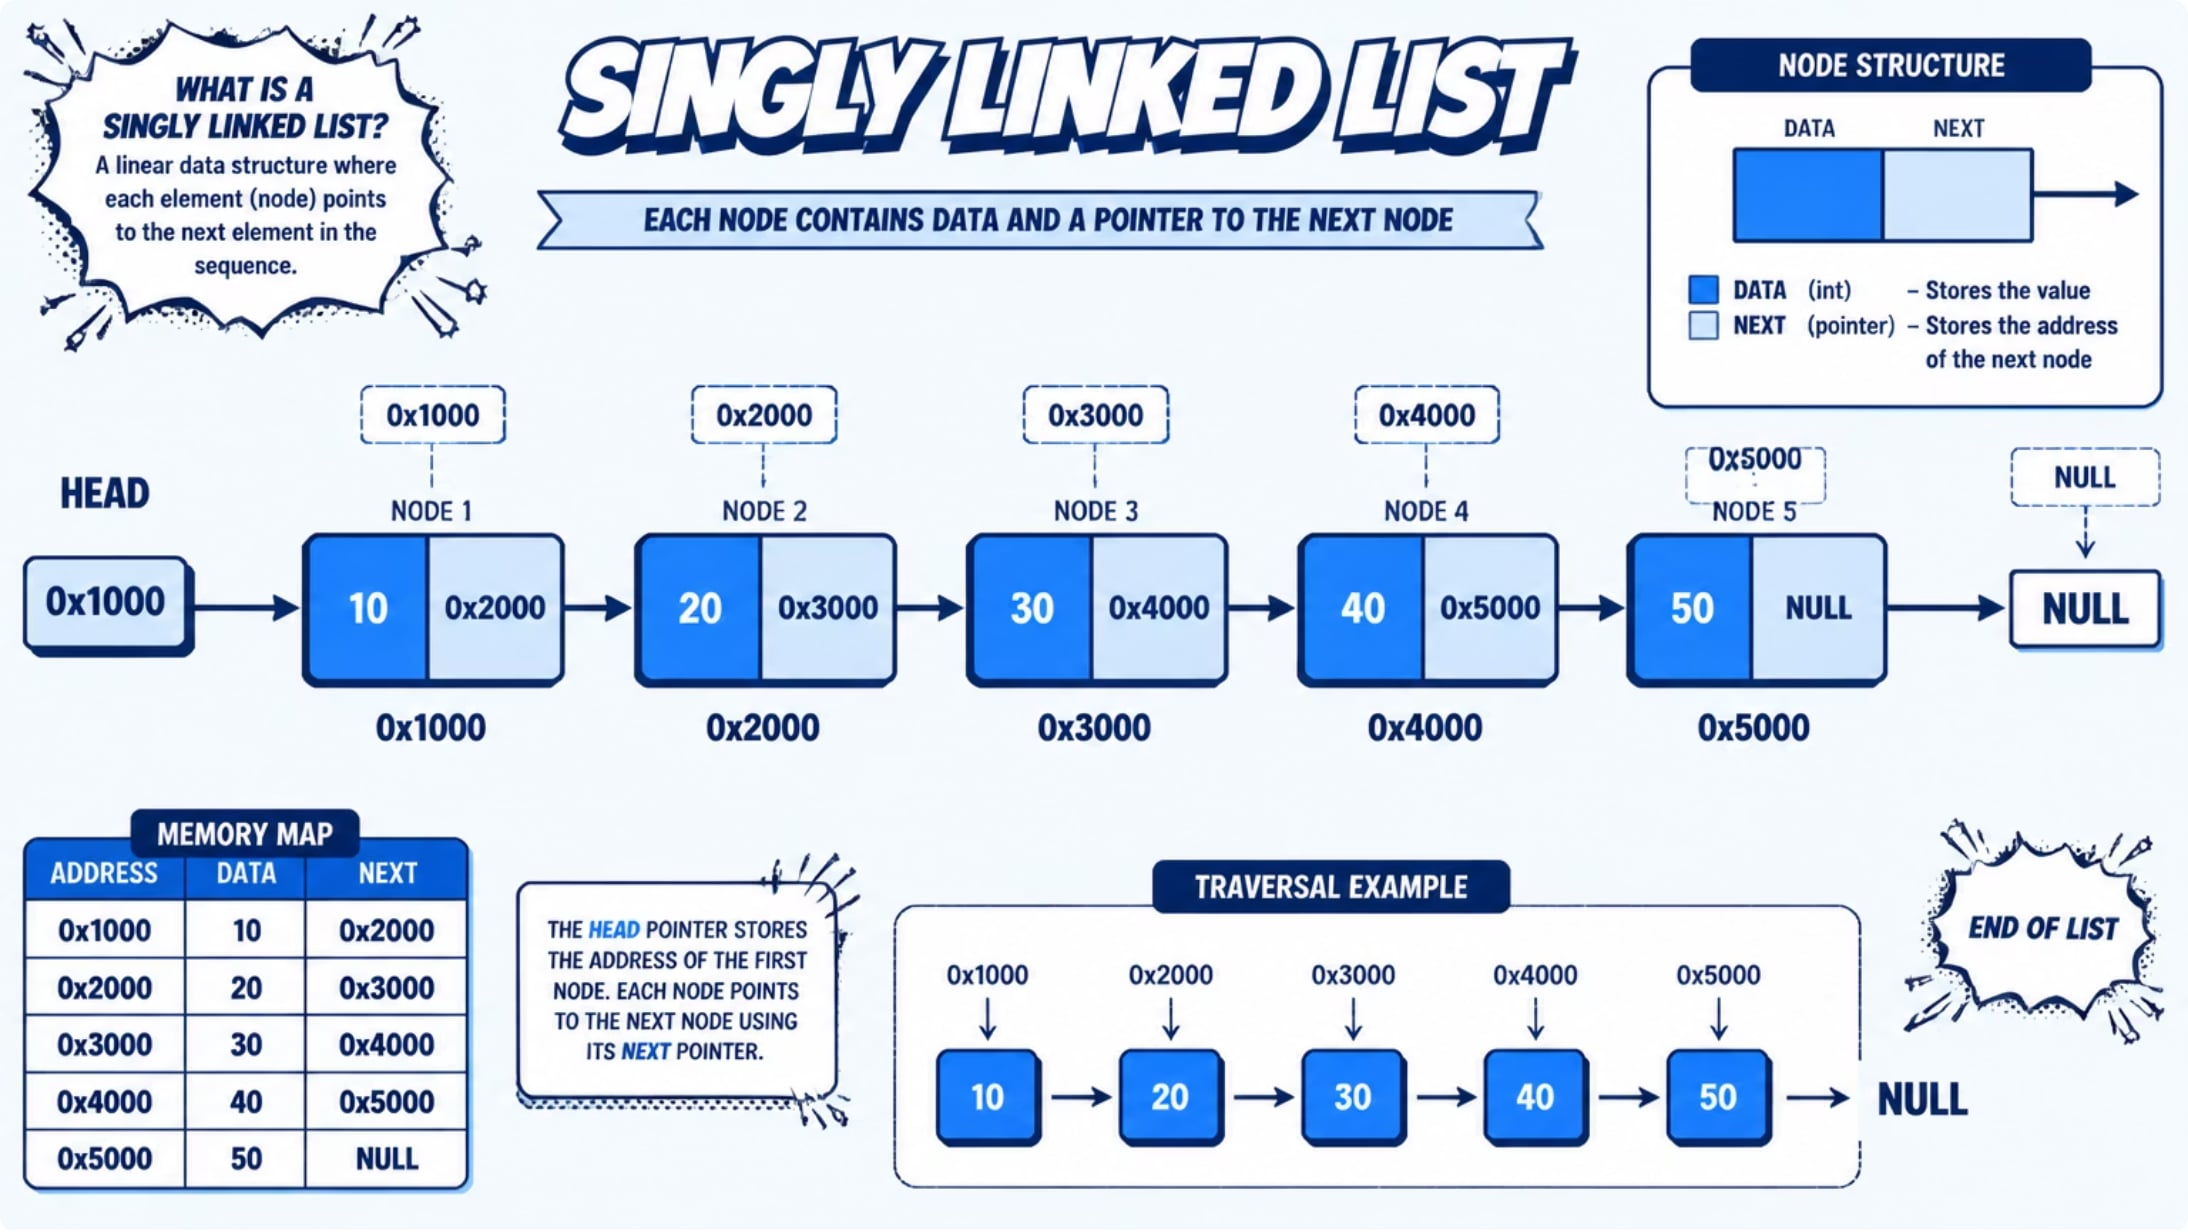 WHAT IS A
SINGLY LINKED LIST?
A linear data structure where
each element (node) points
to the next element in the
sequence.
SINGLY LINKED LIST
EACH NODE CONTAINS DATA AND A POINTER TO THE NEXT NODE
NODE STRUCTURE
DATA NEXT
DATA (int) – Stores the value
NEXT (pointer) – Stores the address
of the next node
0x1000 0x2000 0x3000 0x4000 0x5000 NULL
HEAD
NODE 1 NODE 2 NODE 3 NODE 4 NODE 5
0x1000 10 0x2000 20 0x3000 30 0x4000 40 0x5000 50 NULL NULL
0x1000 0x2000 0x3000 0x4000 0x5000
MEMORY MAP
ADDRESS DATA NEXT
0x1000 10 0x2000
0x2000 20 0x3000
0x3000 30 0x4000
0x4000 40 0x5000
0x5000 50 NULL
THE HEAD POINTER STORES
THE ADDRESS OF THE FIRST
NODE. EACH NODE POINTS
TO THE NEXT NODE USING
ITS NEXT POINTER.
TRAVERSAL EXAMPLE
0x1000 0x2000 0x3000 0x4000 0x5000
10 20 30 40 50 NULL
END OF LIST